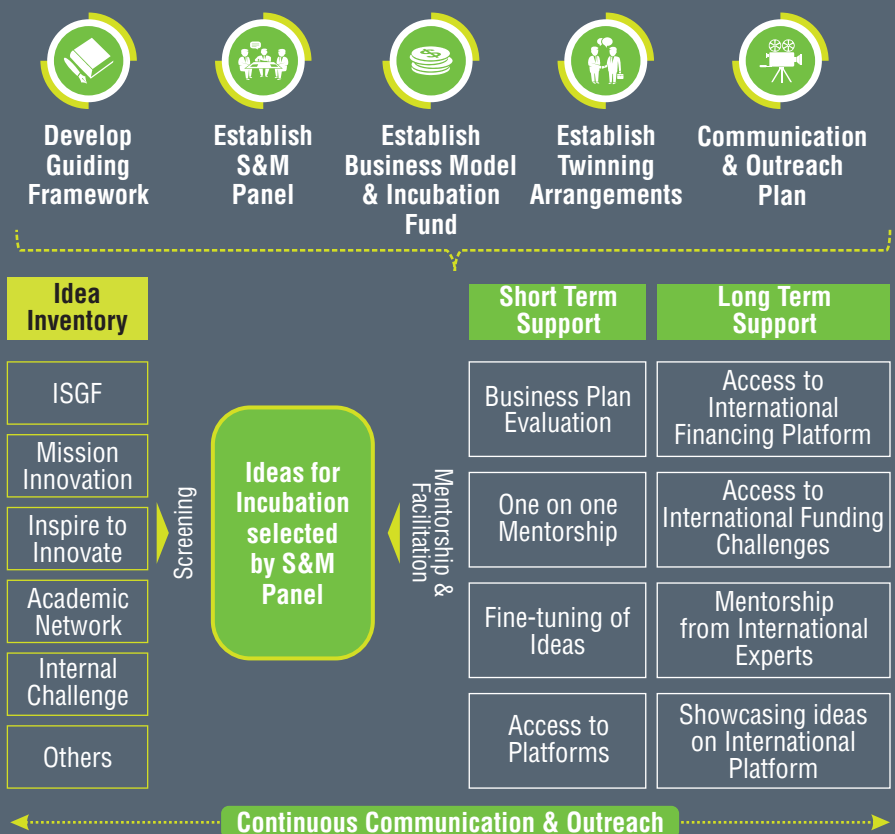 Develop
Guiding
Framework
Establish
S&M
Panel
Establish
Business Model
& Incubation
Fund
Establish
Twinning
Arrangements
Communication
& Outreach
Plan
Idea
Inventory
ISGF
Mission
Innovation
Inspire to
Innovate
Academic
Network
Internal
Challenge
Others
Screening
Ideas for
Incubation
selected
by S&M
Panel
Mentorship &
Facilitation
Short Term
Support
Business Plan
Evaluation
One on one
Mentorship
Fine-tuning of
Ideas
Access to
Platforms
Long Term
Support
Access to
International
Financing Platform
Access to
International Funding
Challenges
Mentorship
from International
Experts
Showcasing ideas
on International
Platform
Continuous Communication & Outreach